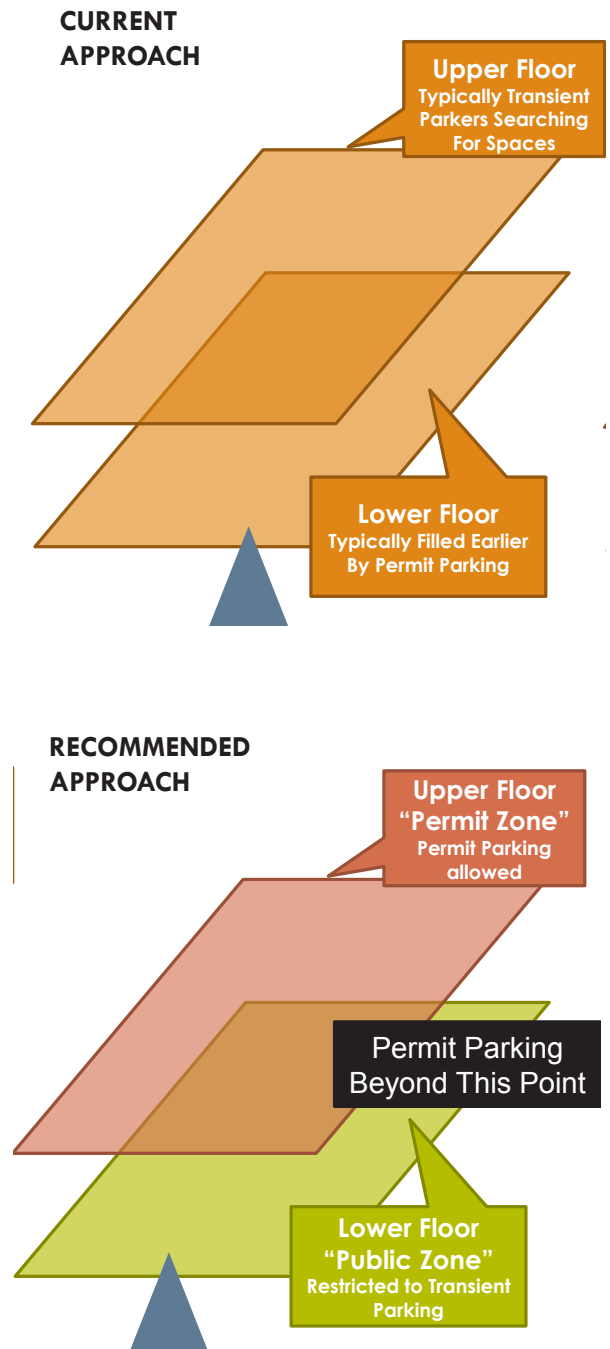 CURRENT
APPROACH
Upper Floor
Typically Transient
Parkers Searching
For Spaces
Lower Floor
Typically Filled Earlier
By Permit Parking
RECOMMENDED
APPROACH
Upper Floor
“Permit Zone”
Permit Parking
allowed
Permit Parking
Beyond This Point
Lower Floor
“Public Zone”
Restricted to Transient
Parking